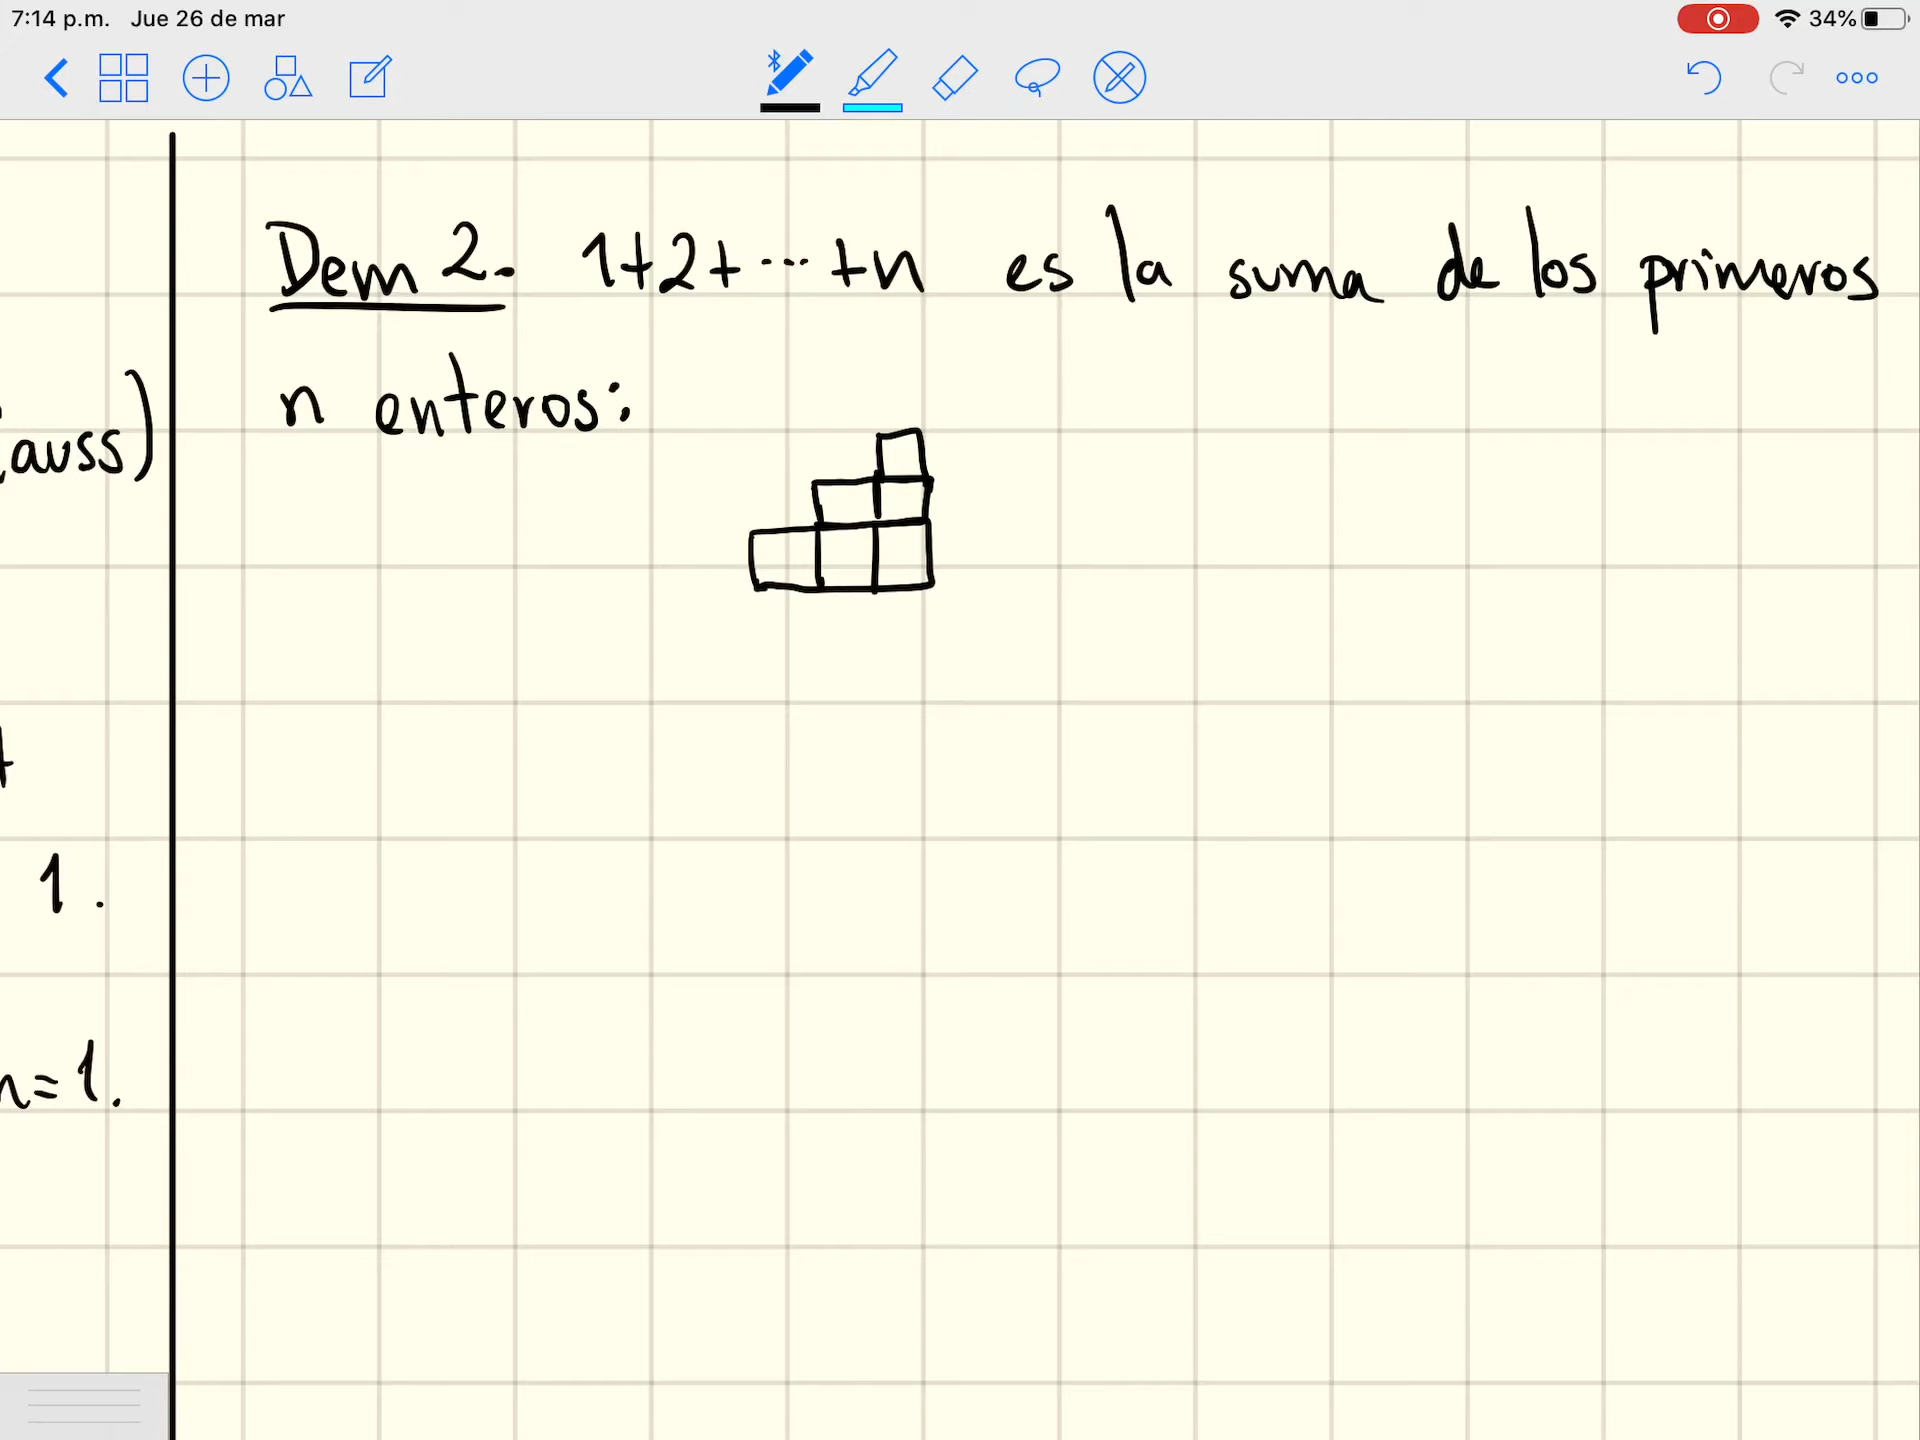 7:14 p.m. Jue 26 de mar
34%
Dem 2. 1+2+...+n es la suma de los primeros
n enteros:
auss)
1.
n=1.